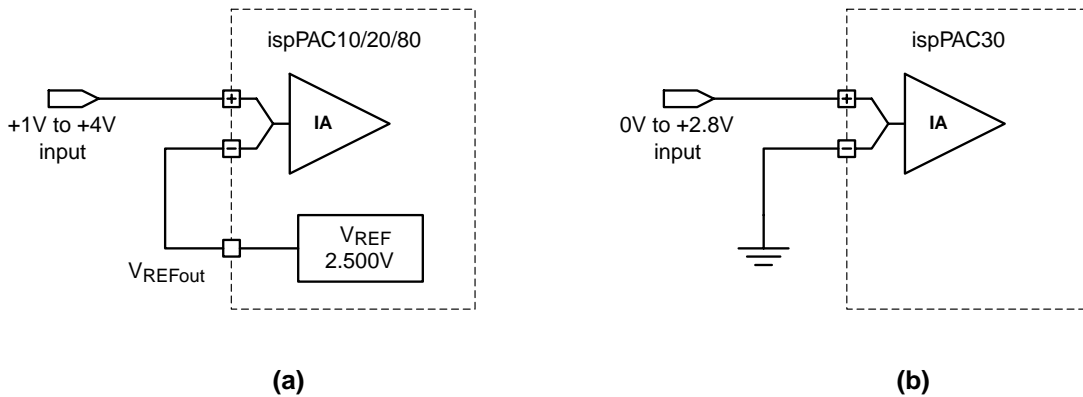 ispPAC10/20/80
+
IA
+1V to +4V
input
−
VREF
2.500V
VREFout
(a)
ispPAC30
+
IA
0V to +2.8V
input
−
(b)